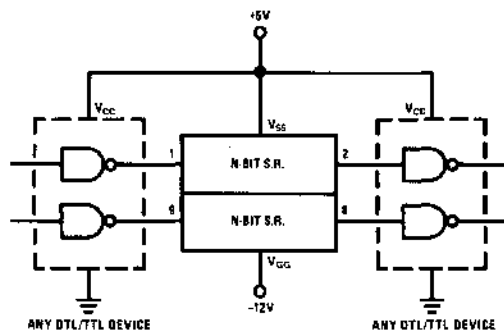 +5V
VCC
VSS
VCC
1
N-BIT S.R.
2
6
N-BIT S.R.
8
VGG
-12V
ANY DTL/TTL DEVICE
ANY DTL/TTL DEVICE